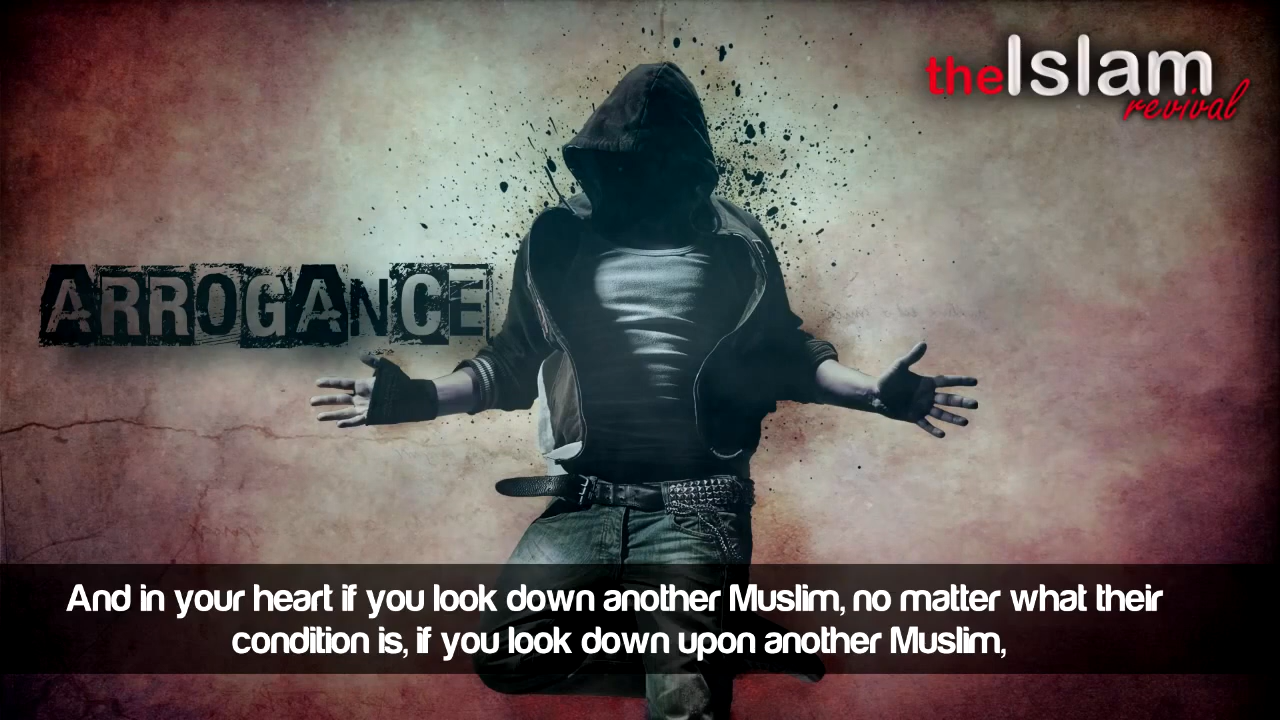 theIslam
revival
ARROGANCE
And in your heart if you look down another Muslim, no matter what their
condition is, if you look down upon another Muslim,